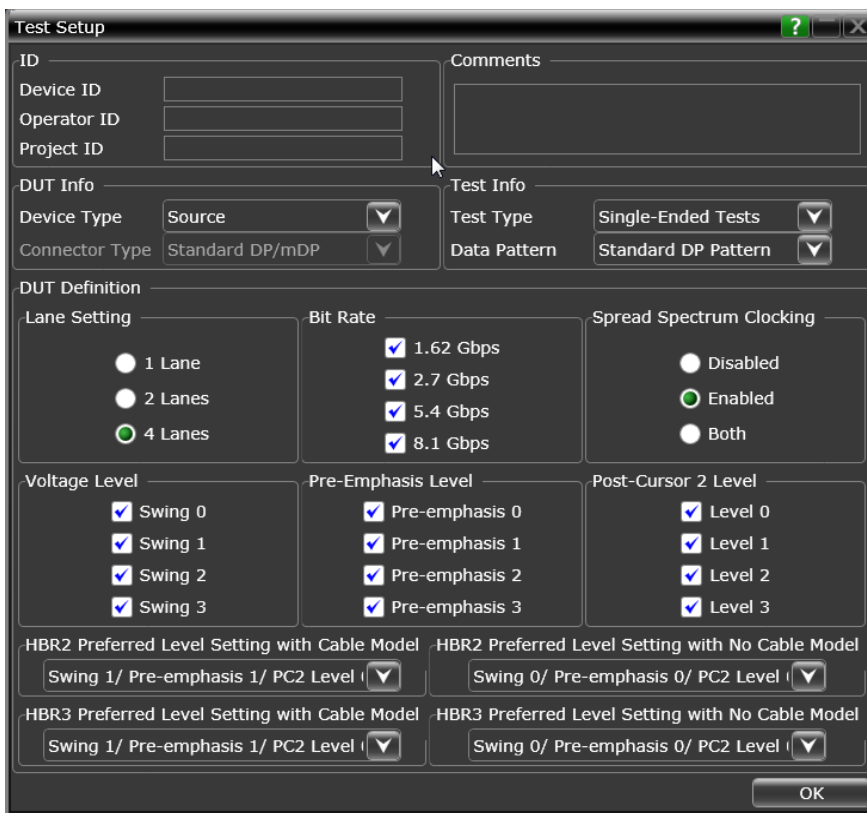 Test Setup
?
X
ID
Device ID
Operator ID
Project ID
Comments
DUT Info
Device Type Source
Connector Type Standard DP/mDP
Test Info
Test Type Single-Ended Tests
Data Pattern Standard DP Pattern
DUT Definition
Lane Setting
1 Lane
2 Lanes
4 Lanes
Bit Rate
1.62 Gbps
2.7 Gbps
5.4 Gbps
8.1 Gbps
Spread Spectrum Clocking
Disabled
Enabled
Both
Voltage Level
Swing 0
Swing 1
Swing 2
Swing 3
Pre-Emphasis Level
Pre-emphasis 0
Pre-emphasis 1
Pre-emphasis 2
Pre-emphasis 3
Post-Cursor 2 Level
Level 0
Level 1
Level 2
Level 3
HBR2 Preferred Level Setting with Cable Model
Swing 1/ Pre-emphasis 1/ PC2 Level
HBR2 Preferred Level Setting with No Cable Model
Swing 0/ Pre-emphasis 0/ PC2 Level
HBR3 Preferred Level Setting with Cable Model
Swing 1/ Pre-emphasis 1/ PC2 Level
HBR3 Preferred Level Setting with No Cable Model
Swing 0/ Pre-emphasis 0/ PC2 Level
OK